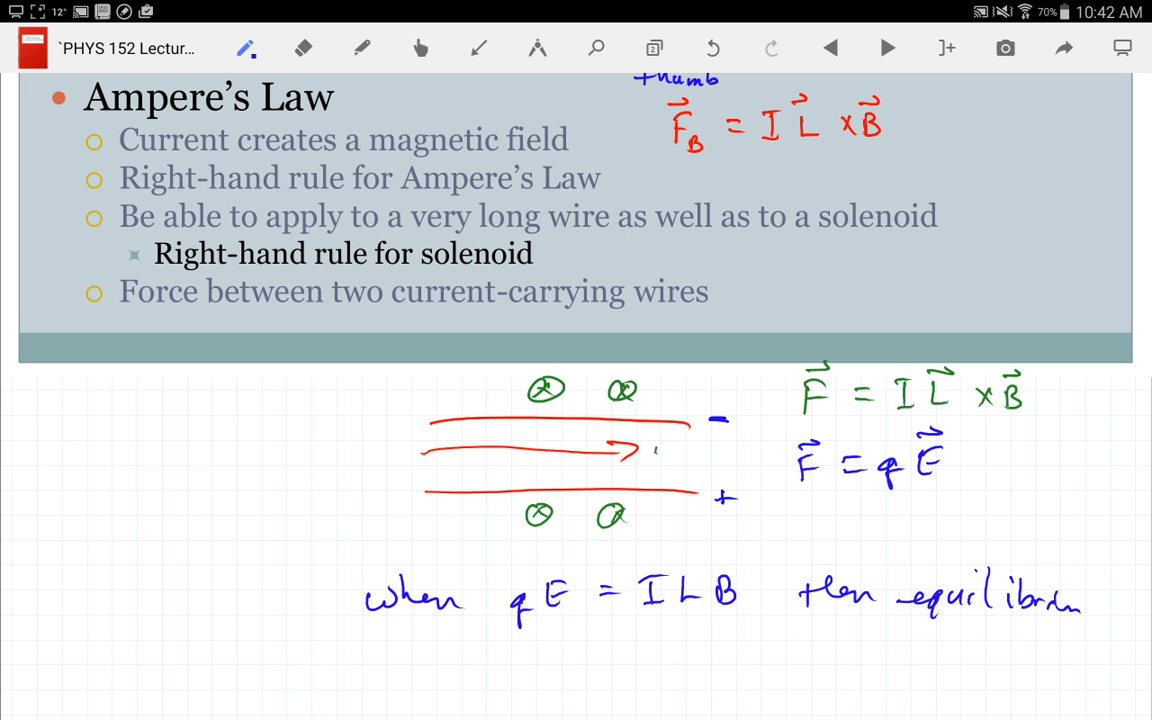 12° 70% 10:42 AM
`PHYS 152 Lectur...
2
thumb
Ampere's Law
F⃗_B = I L⃗ × B⃗
Current creates a magnetic field
Right-hand rule for Ampere's Law
Be able to apply to a very long wire as well as to a solenoid
Right-hand rule for solenoid
Force between two current-carrying wires
F⃗ = I L⃗ × B⃗
-
F⃗ = q E⃗
+
when qE = I L B then equilibrium